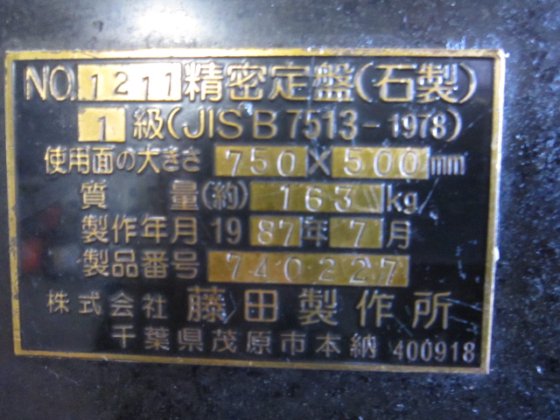 NO. 1211 精密定盤(石製)
1 級(JIS B 7513-1978)
使用面の大きさ 750×500mm
質量(約) 163 kg
製作年月 1987年7月
製品番号 740227
株式会社 藤田製作所
千葉県茂原市本納 400918